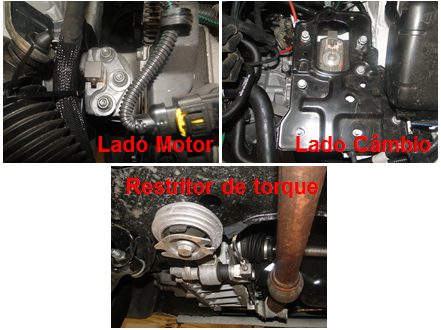 Lado Motor
Lado Câmbio
Restritor de torque